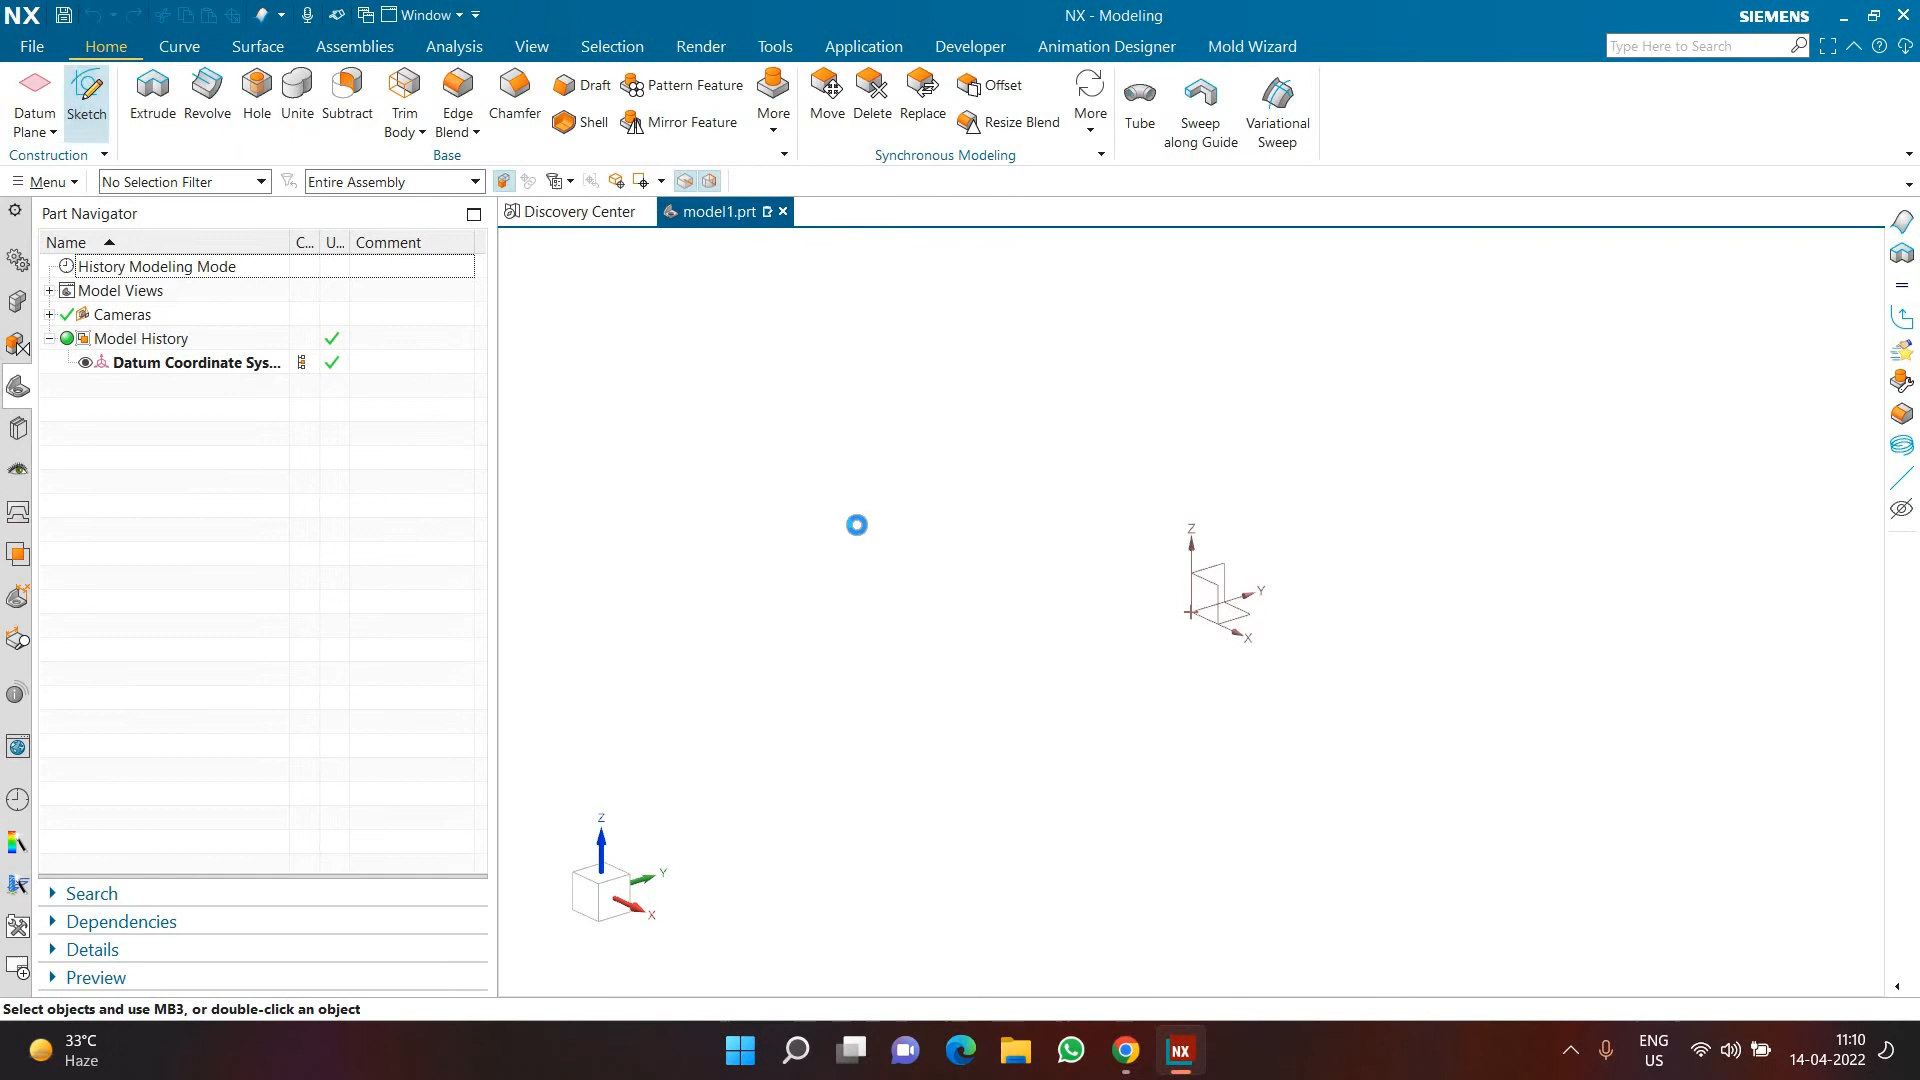 NX
Window
NX - Modeling
SIEMENS
File Home Curve Surface Assemblies Analysis View Selection Render Tools Application Developer Animation Designer Mold Wizard
Type Here to Search
Datum Plane
Sketch
Extrude
Revolve
Hole
Unite
Subtract
Trim Body
Edge Blend
Chamfer
Draft
Shell
Pattern Feature
Mirror Feature
More
Move
Delete
Replace
Offset
Resize Blend
More
Tube
Sweep along Guide
Variational Sweep
Construction
Base
Synchronous Modeling
Menu
No Selection Filter
Entire Assembly
Part Navigator
Discovery Center
model1.prt
Name C... U... Comment
History Modeling Mode
Model Views
Cameras
Model History
Datum Coordinate Sys...
Z
Y
X
Z
Y
X
Search
Dependencies
Details
Preview
Select objects and use MB3, or double-click an object
33°C
Haze
NX
ENG
US
11:10
14-04-2022